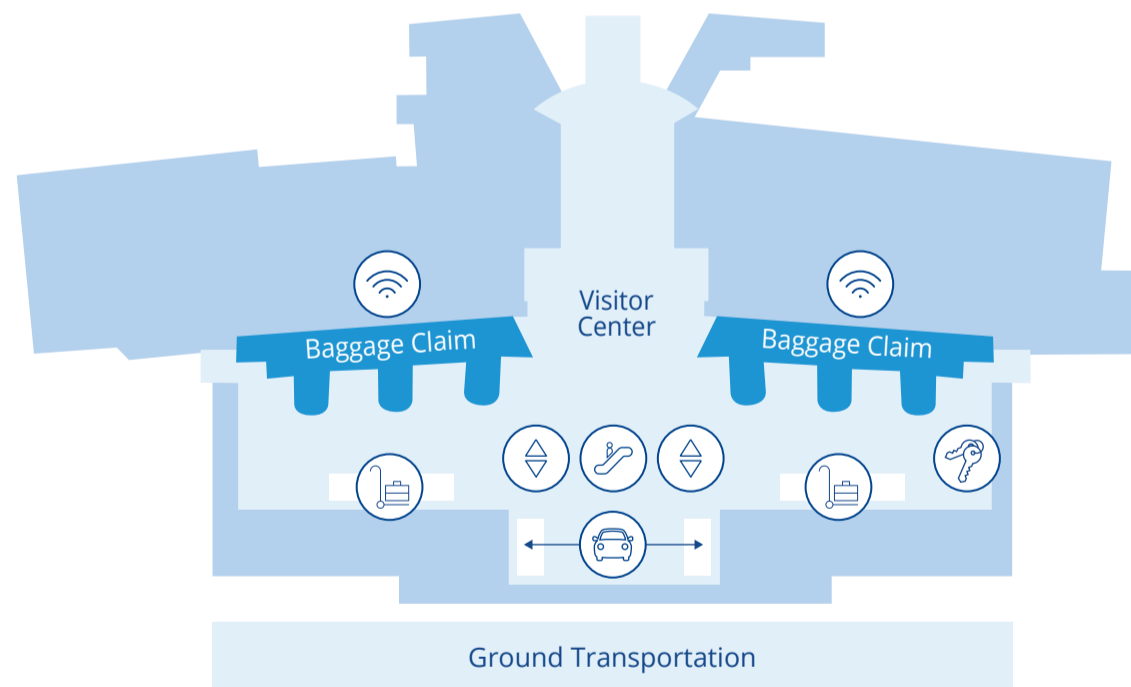 Visitor
Center
Baggage Claim
Baggage Claim
Ground Transportation